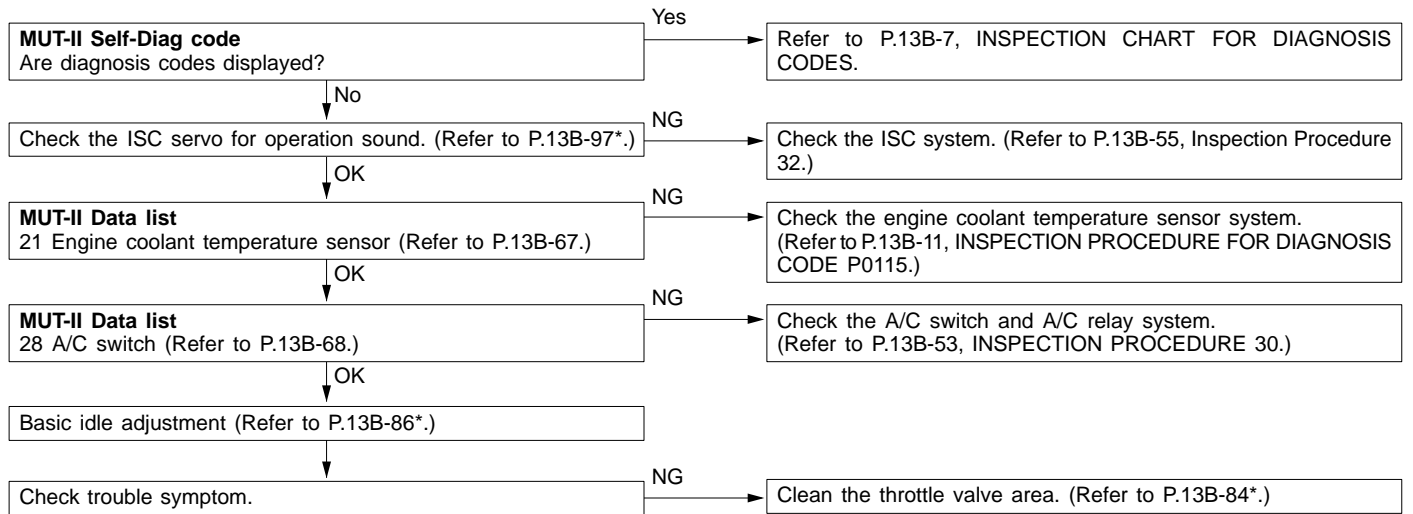 Yes
MUT-II Self-Diag code
Are diagnosis codes displayed?
Refer to P.13B-7, INSPECTION CHART FOR DIAGNOSIS
CODES.
No
NG
Check the ISC servo for operation sound. (Refer to P.13B-97*.)
Check the ISC system. (Refer to P.13B-55, Inspection Procedure
32.)
OK
NG
MUT-II Data list
21 Engine coolant temperature sensor (Refer to P.13B-67.)
Check the engine coolant temperature sensor system.
(Refer to P.13B-11, INSPECTION PROCEDURE FOR DIAGNOSIS
CODE P0115.)
OK
NG
MUT-II Data list
28 A/C switch (Refer to P.13B-68.)
Check the A/C switch and A/C relay system.
(Refer to P.13B-53, INSPECTION PROCEDURE 30.)
OK
Basic idle adjustment (Refer to P.13B-86*.)
NG
Check trouble symptom.
Clean the throttle valve area. (Refer to P.13B-84*.)